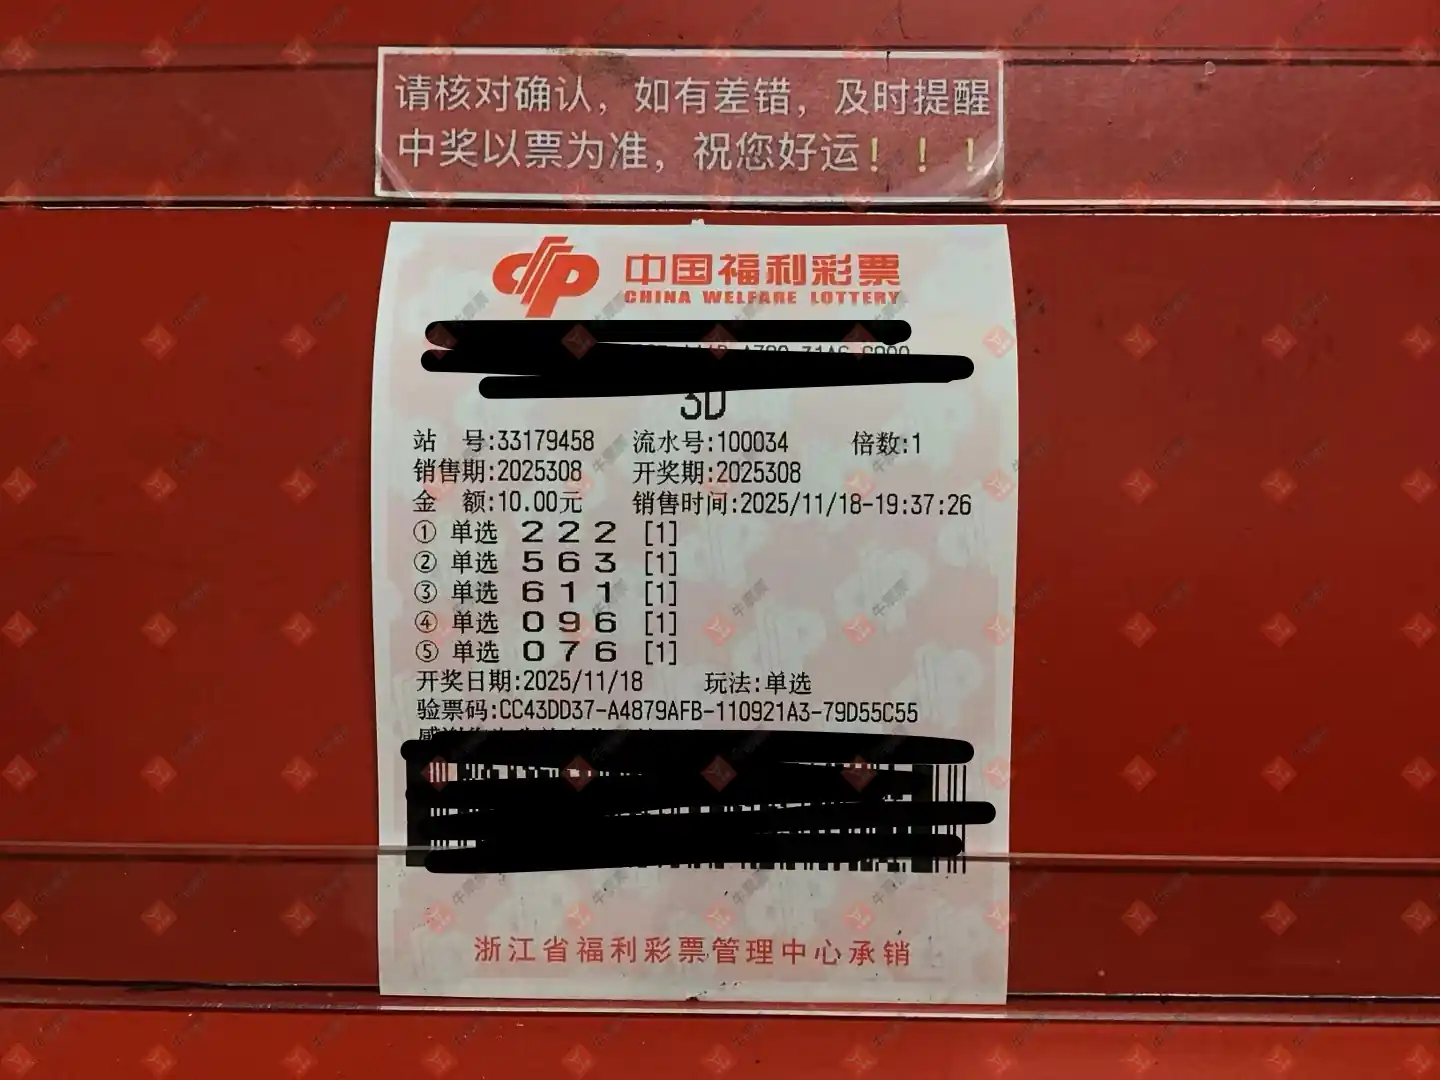 请核对确认，如有差错，及时提醒
中奖以票为准，祝您好运！！！
中国福利彩票
CHINA WELFARE LOTTERY
3D
站 号:33179458 流水号:100034 倍数:1
销售期:2025308 开奖期:2025308
金 额:10.00元 销售时间:2025/11/18-19:37:26
① 单选 2 2 2 [1]
② 单选 5 6 3 [1]
③ 单选 6 1 1 [1]
④ 单选 0 9 6 [1]
⑤ 单选 0 7 6 [1]
开奖日期:2025/11/18 玩法:单选
验票码:CC43DD37-A4879AFB-110921A3-79D55C55
浙江省福利彩票管理中心承销